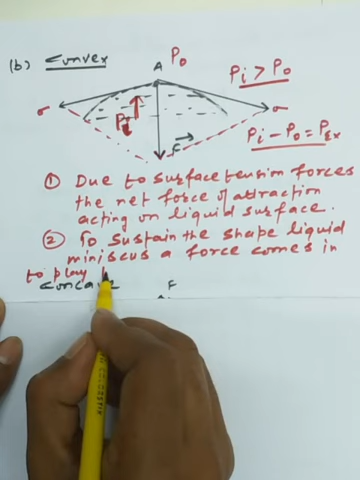 (b) Convex
A P₀
Pi > P₀
σ σ
Pi
F
Pi - P₀ = PEx
① Due to surface tension forces
the net force of attraction
acting on liquid surface.
② To sustain the shape liquid
miniscus a force comes in
to play
F